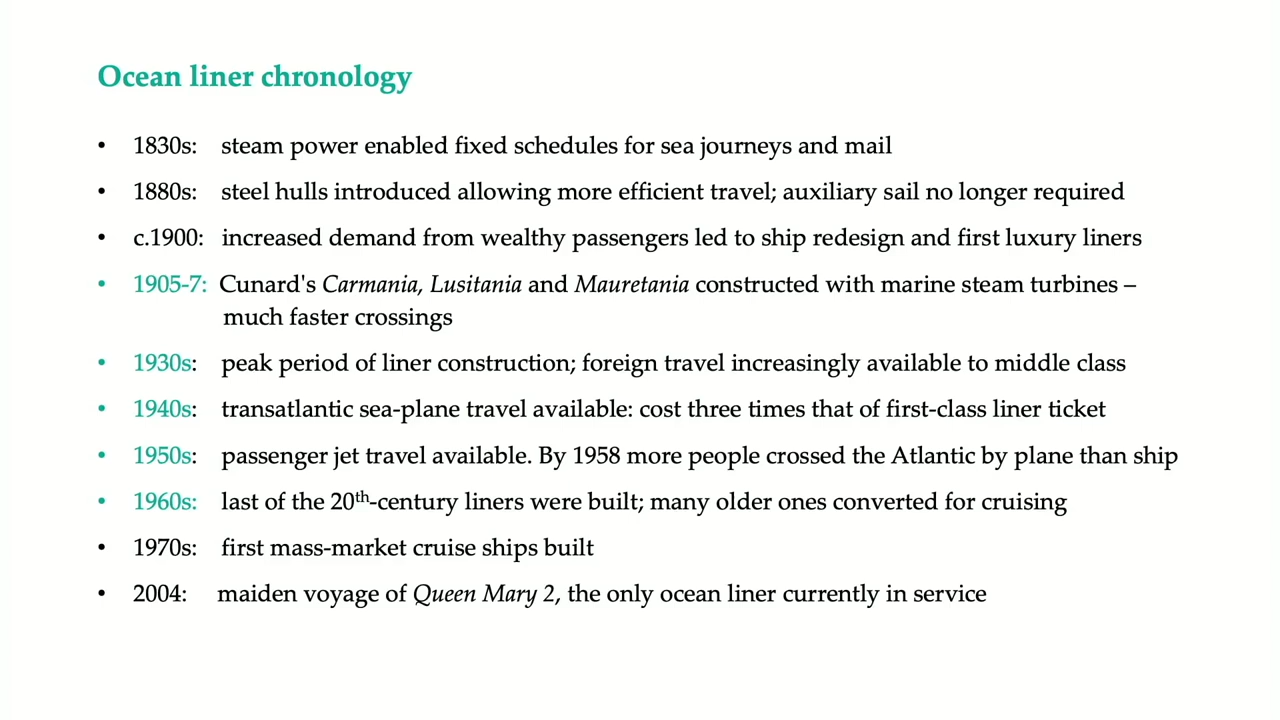 Ocean liner chronology
• 1830s: steam power enabled fixed schedules for sea journeys and mail
• 1880s: steel hulls introduced allowing more efficient travel; auxiliary sail no longer required
• c.1900: increased demand from wealthy passengers led to ship redesign and first luxury liners
• 1905-7: Cunard's Carmania, Lusitania and Mauretania constructed with marine steam turbines –
much faster crossings
• 1930s: peak period of liner construction; foreign travel increasingly available to middle class
• 1940s: transatlantic sea-plane travel available: cost three times that of first-class liner ticket
• 1950s: passenger jet travel available. By 1958 more people crossed the Atlantic by plane than ship
• 1960s: last of the 20th-century liners were built; many older ones converted for cruising
• 1970s: first mass-market cruise ships built
• 2004: maiden voyage of Queen Mary 2, the only ocean liner currently in service